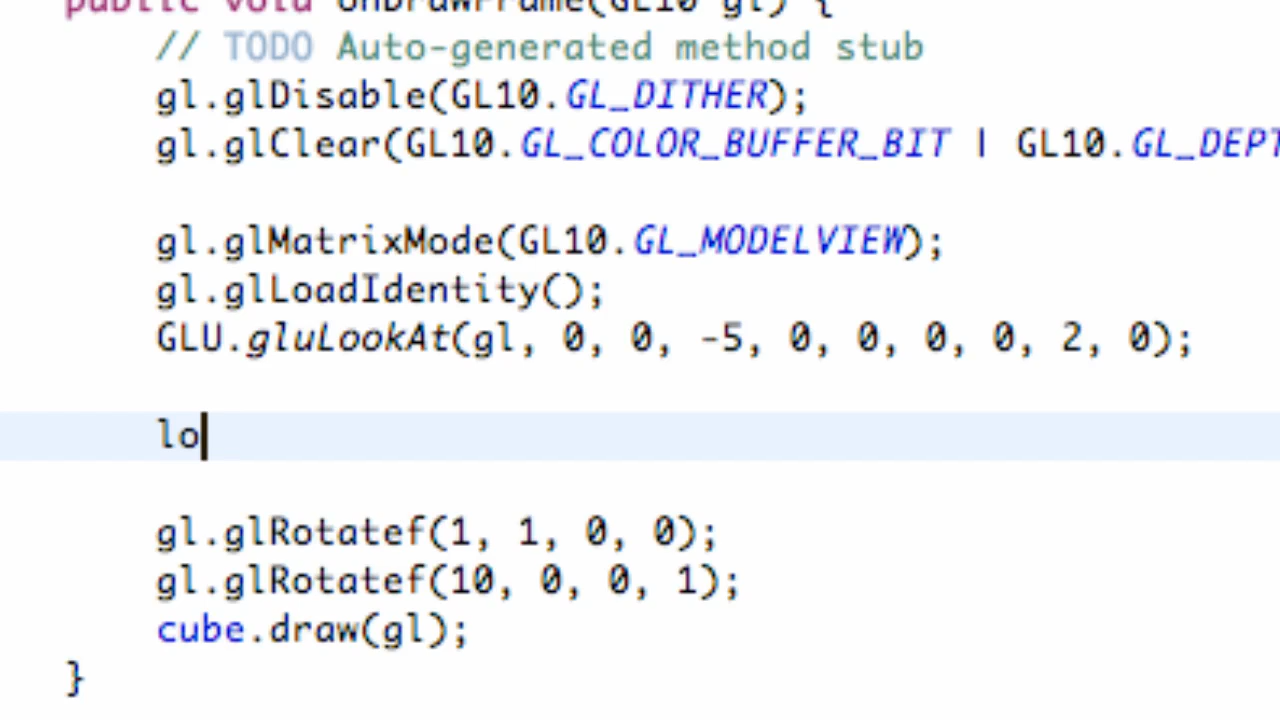 public void onDrawFrame(GL10 gl) {
// TODO Auto-generated method stub
gl.glDisable(GL10.GL_DITHER);
gl.glClear(GL10.GL_COLOR_BUFFER_BIT | GL10.GL_DEPT
gl.glMatrixMode(GL10.GL_MODELVIEW);
gl.glLoadIdentity();
GLU.gluLookAt(gl, 0, 0, -5, 0, 0, 0, 0, 2, 0);
lo
gl.glRotatef(1, 1, 0, 0);
gl.glRotatef(10, 0, 0, 1);
cube.draw(gl);
}